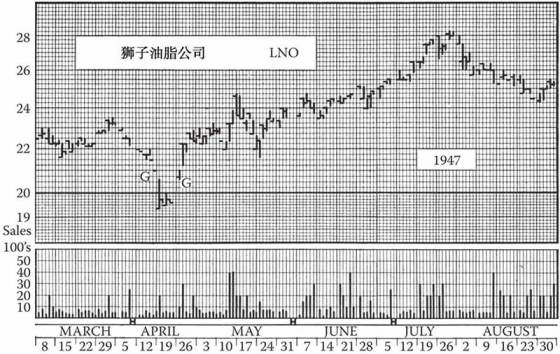 28
狮子油脂公司 LNO
26
24
22
1947
G G
20
19
Sales
100's
50
40
30
20
10
MARCH APRIL MAY JUNE JULY AUGUST
8 15 22 29 5 12 19 26 3 10 17 24 31 7 14 21 28 5 12 19 26 2 9 16 23 30